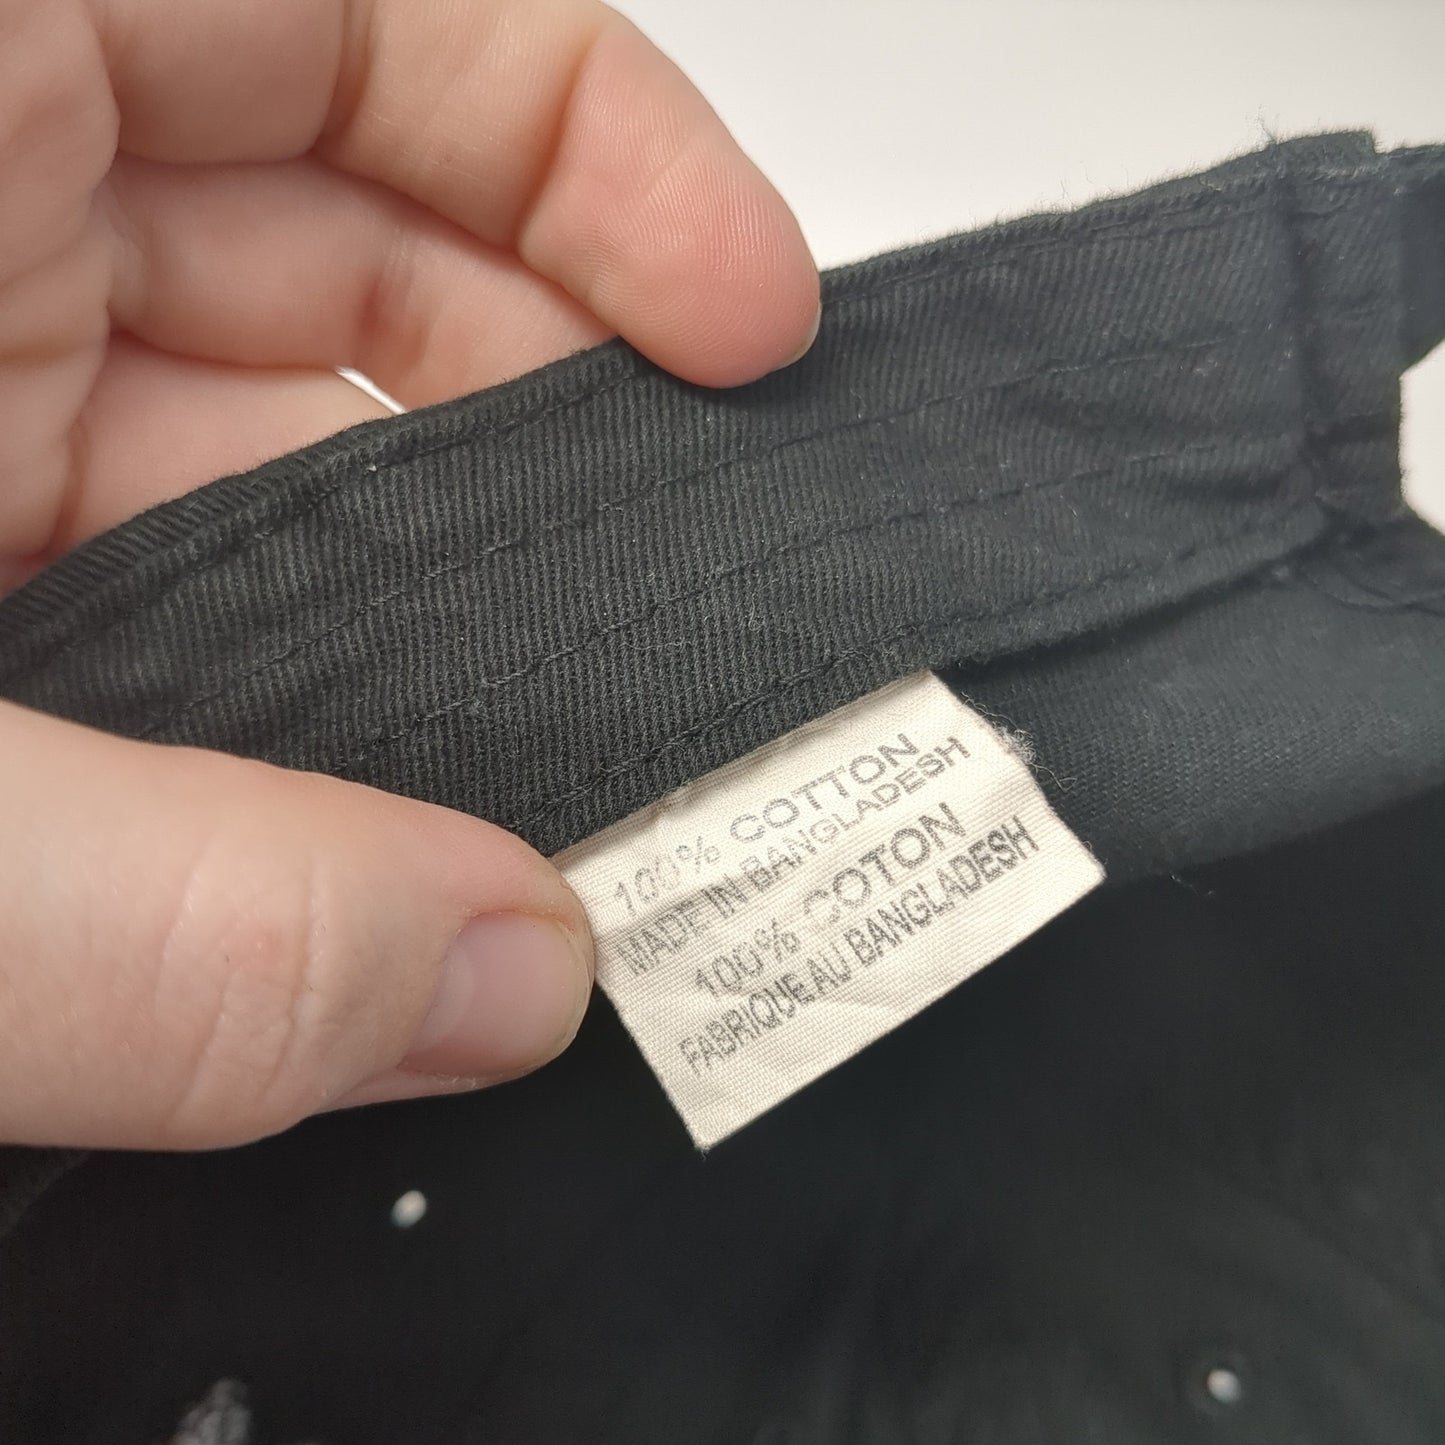 100% COTTON
MADE IN BANGLADESH
100% COTON
FABRIQUE AU BANGLADESH